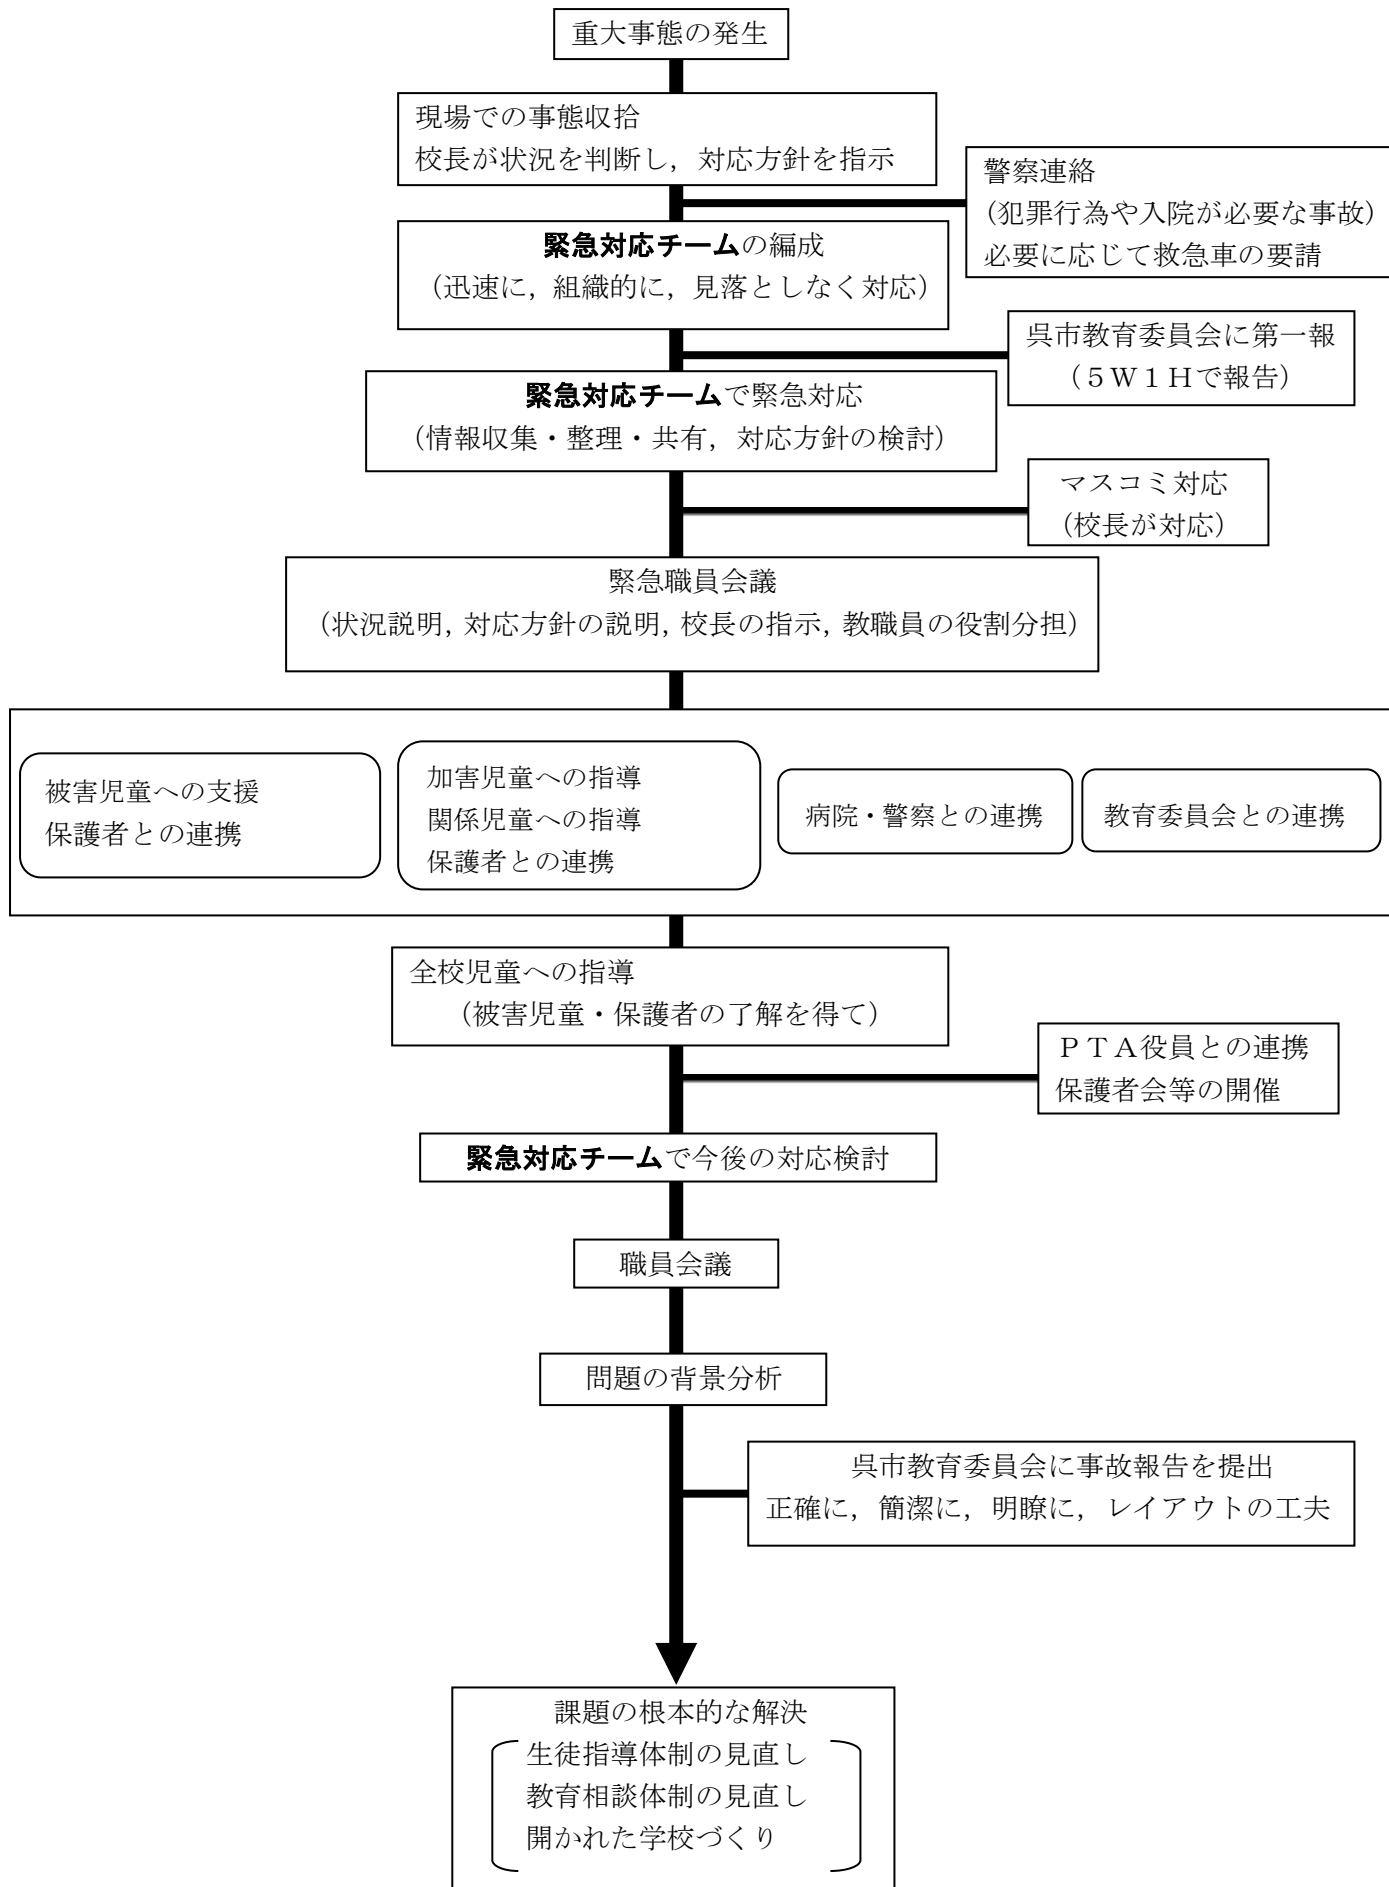 重大事態の発生
現場での事態収拾
校長が状況を判断し，対応方針を指示
警察連絡
(犯罪行為や入院が必要な事故)
必要に応じて救急車の要請
緊急対応チームの編成
（迅速に，組織的に，見落としなく対応）
呉市教育委員会に第一報
（５Ｗ１Ｈで報告）
緊急対応チームで緊急対応
（情報収集・整理・共有，対応方針の検討）
マスコミ対応
（校長が対応）
緊急職員会議
（状況説明，対応方針の説明，校長の指示，教職員の役割分担）
被害児童への支援
保護者との連携
加害児童への指導
関係児童への指導
保護者との連携
病院・警察との連携
教育委員会との連携
全校児童への指導
（被害児童・保護者の了解を得て）
ＰＴＡ役員との連携
保護者会等の開催
緊急対応チームで今後の対応検討
職員会議
問題の背景分析
呉市教育委員会に事故報告を提出
正確に，簡潔に，明瞭に，レイアウトの工夫
課題の根本的な解決
生徒指導体制の見直し
教育相談体制の見直し
開かれた学校づくり